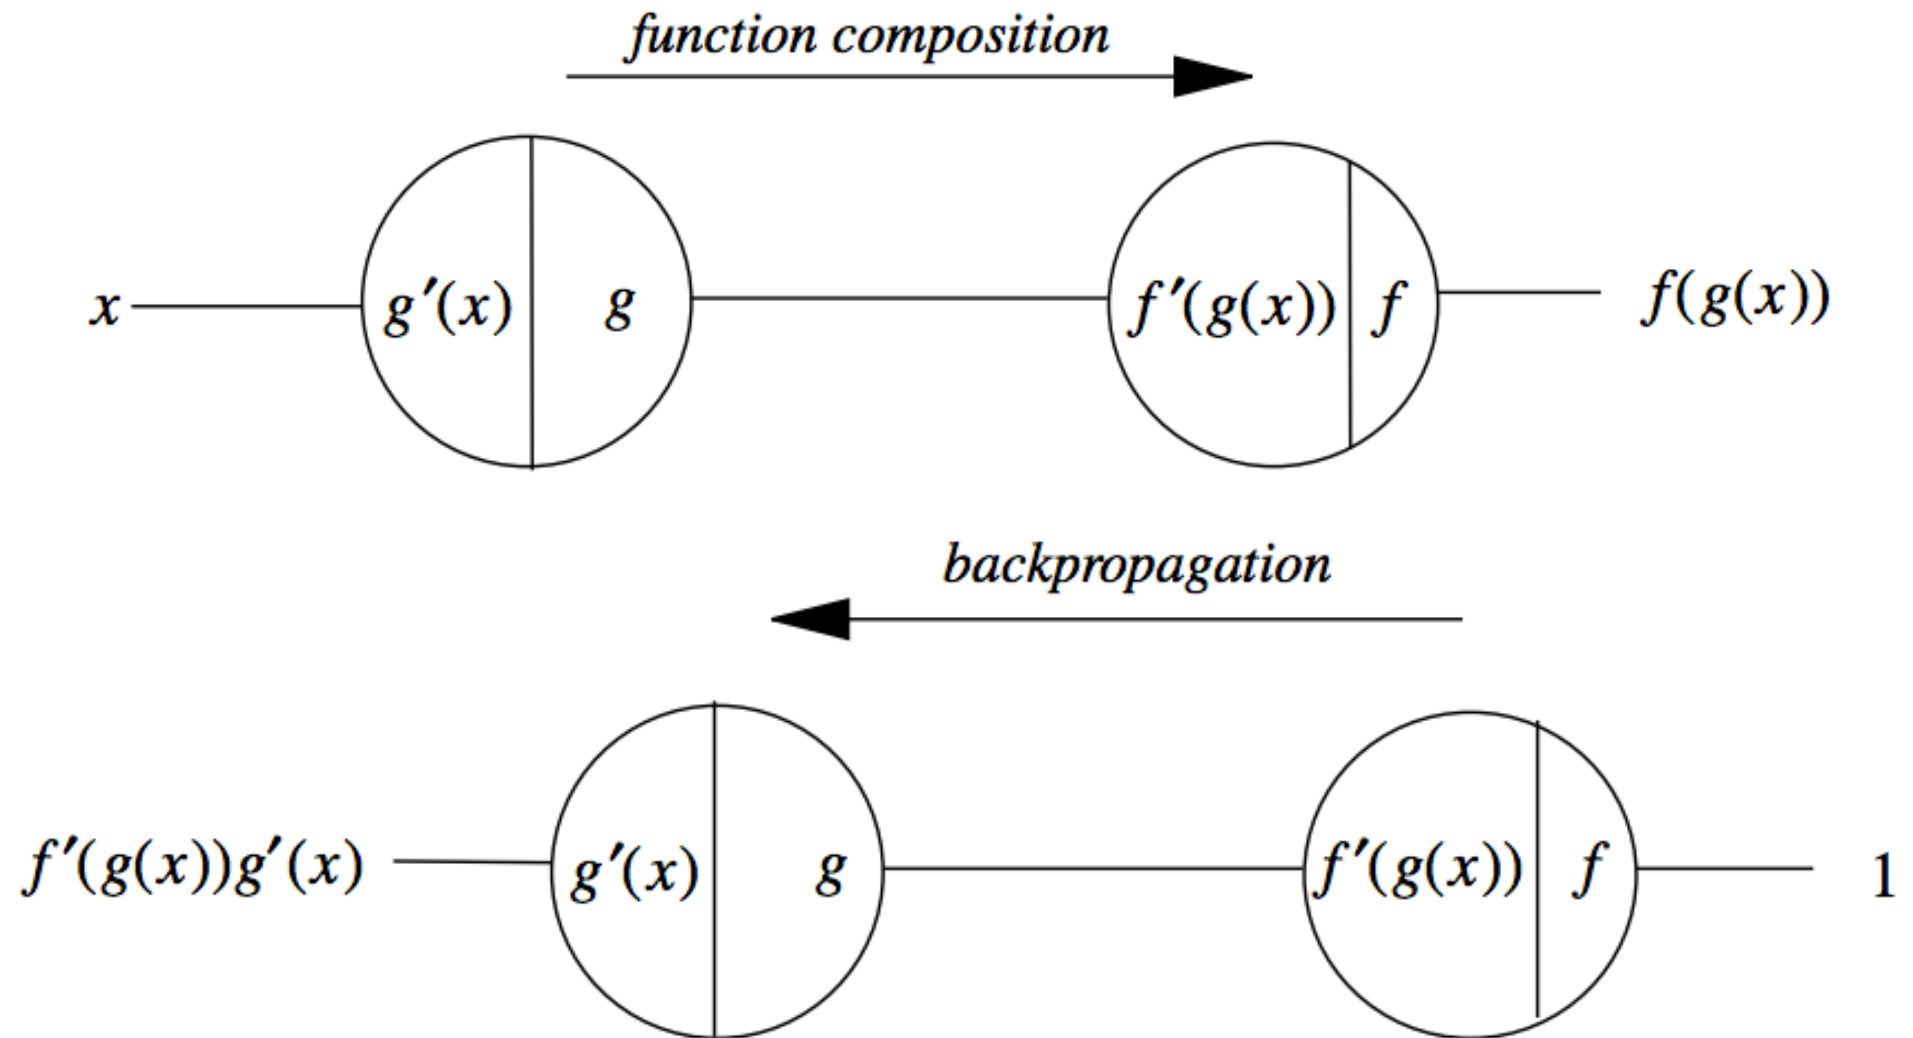 function composition
x g′(x) g f′(g(x)) f f(g(x))
backpropagation
f′(g(x))g′(x) g′(x) g f′(g(x)) f 1